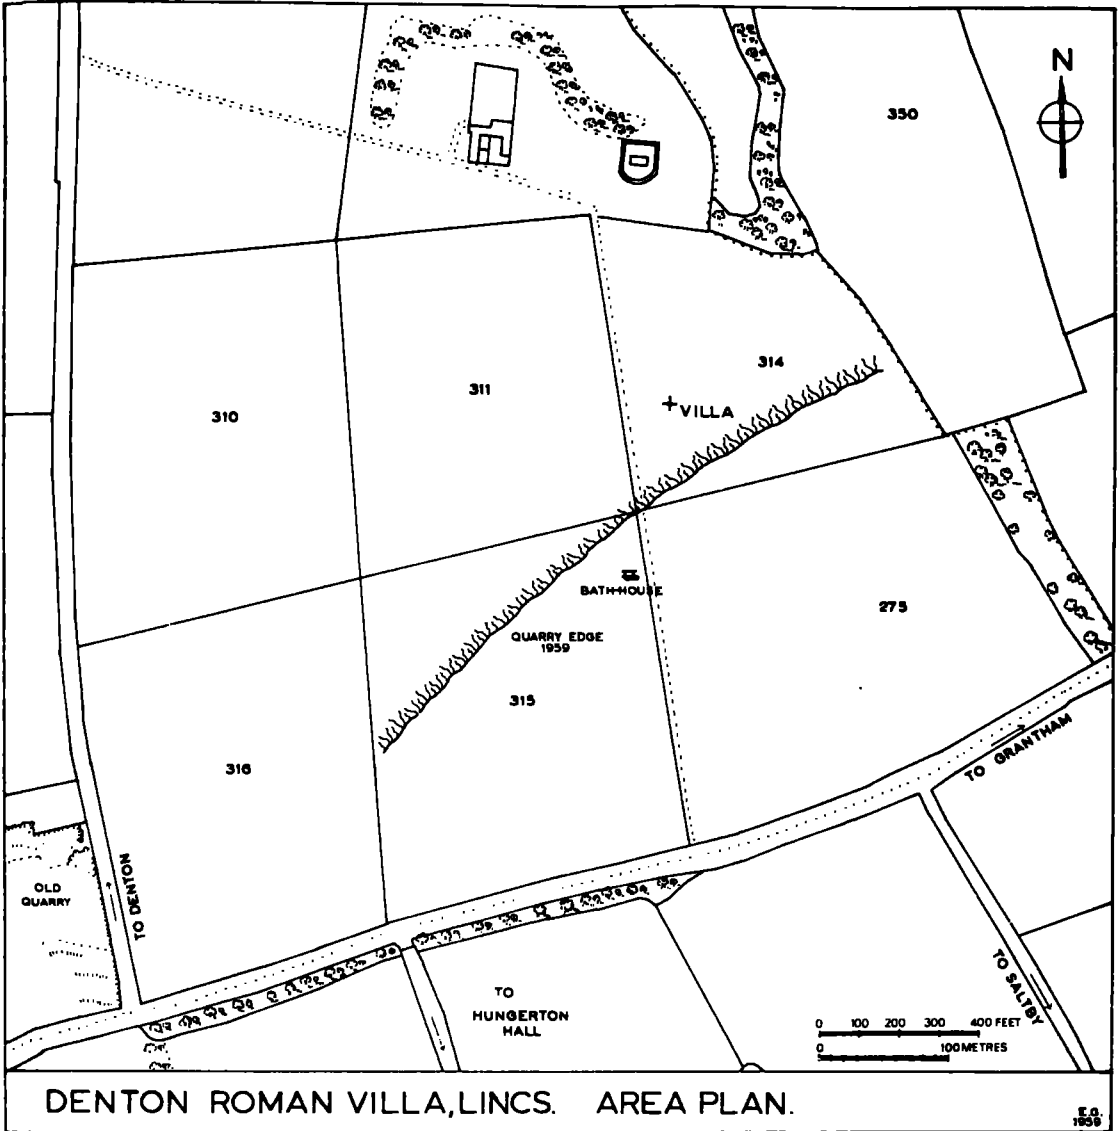 N
350
310
311
314
VILLA
BATH-HOUSE
275
QUARRY EDGE
1959
315
316
TO GRANTHAM
OLD
QUARRY
TO DENTON
TO
HUNGERTON
HALL
TO SALTBY
0 100 200 300 400 FEET
0 100 METRES
DENTON ROMAN VILLA, LINCS. AREA PLAN.
E.G.
1959